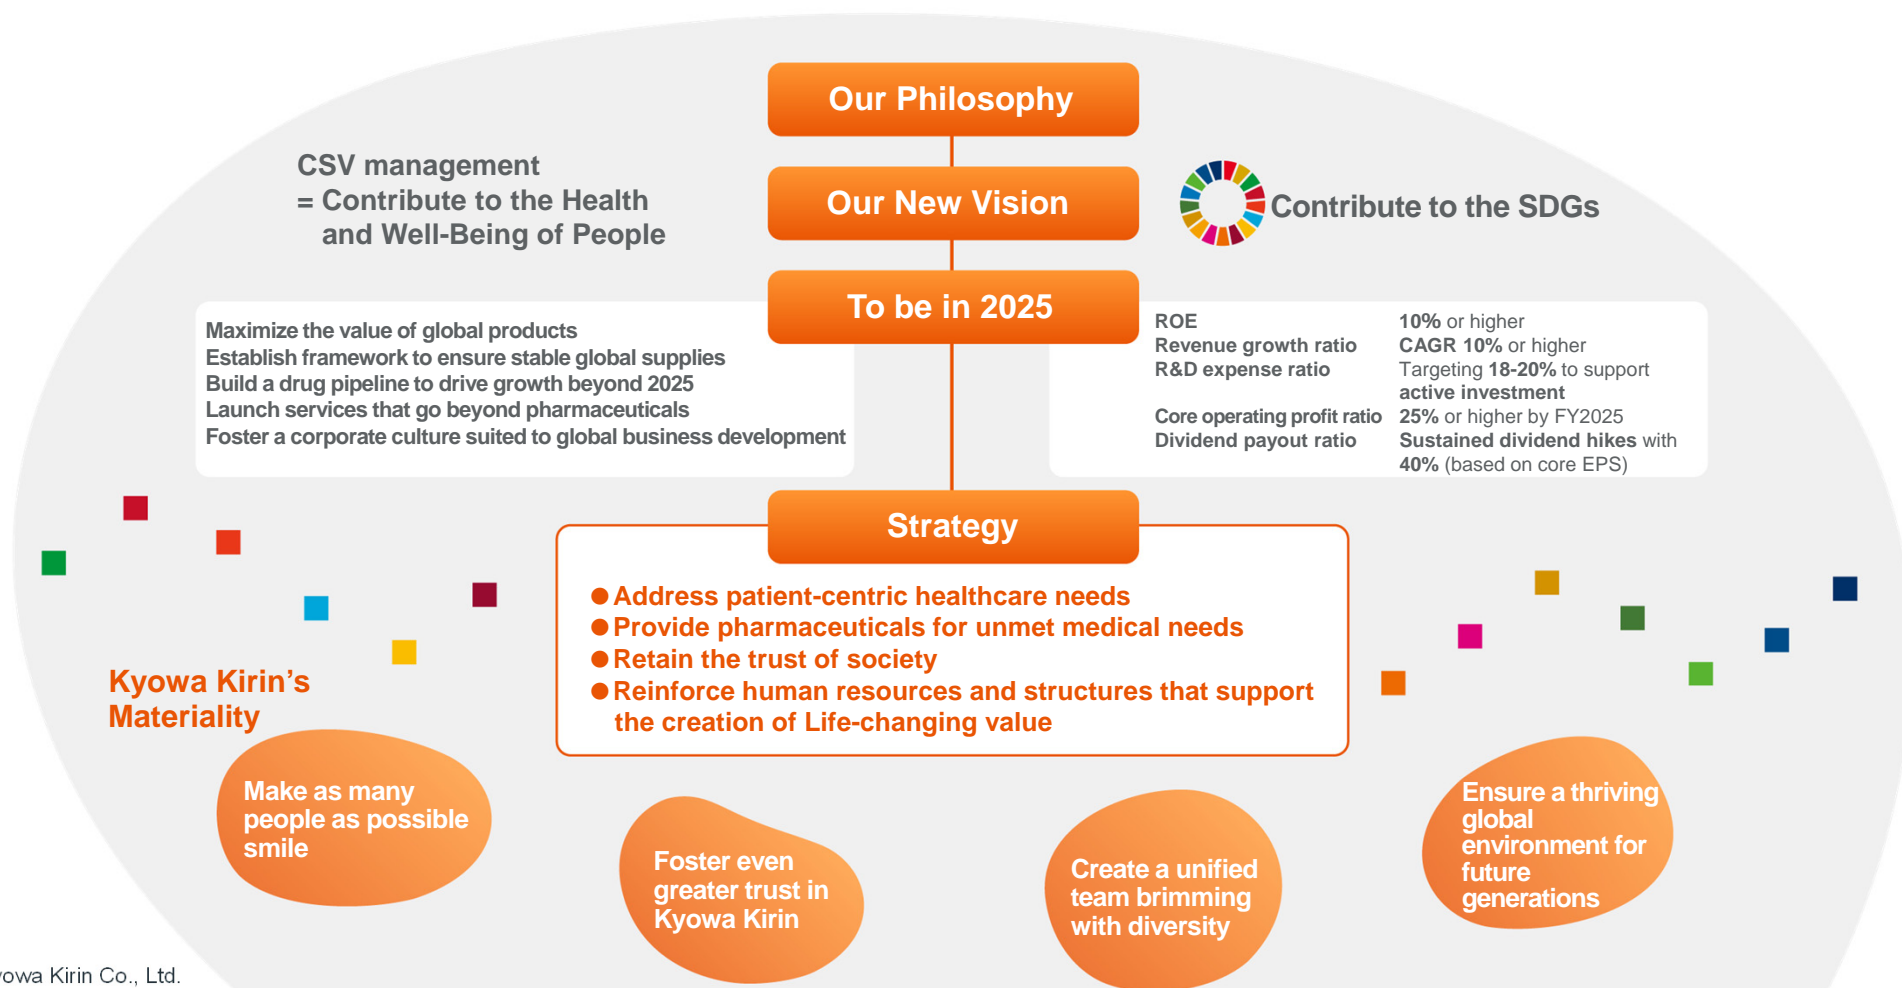 Our Philosophy
CSV management
= Contribute to the Health
and Well-Being of People
Our New Vision
Contribute to the SDGs
To be in 2025
Maximize the value of global products
Establish framework to ensure stable global supplies
Build a drug pipeline to drive growth beyond 2025
Launch services that go beyond pharmaceuticals
Foster a corporate culture suited to global business development
ROE 10% or higher
Revenue growth ratio CAGR 10% or higher
R&D expense ratio Targeting 18-20% to support
active investment
Core operating profit ratio 25% or higher by FY2025
Dividend payout ratio Sustained dividend hikes with
40% (based on core EPS)
Strategy
● Address patient-centric healthcare needs
● Provide pharmaceuticals for unmet medical needs
● Retain the trust of society
● Reinforce human resources and structures that support
the creation of Life-changing value
Kyowa Kirin’s
Materiality
Make as many
people as possible
smile
Foster even
greater trust in
Kyowa Kirin
Create a unified
team brimming
with diversity
Ensure a thriving
global
environment for
future
generations
Kirin Co., Ltd.